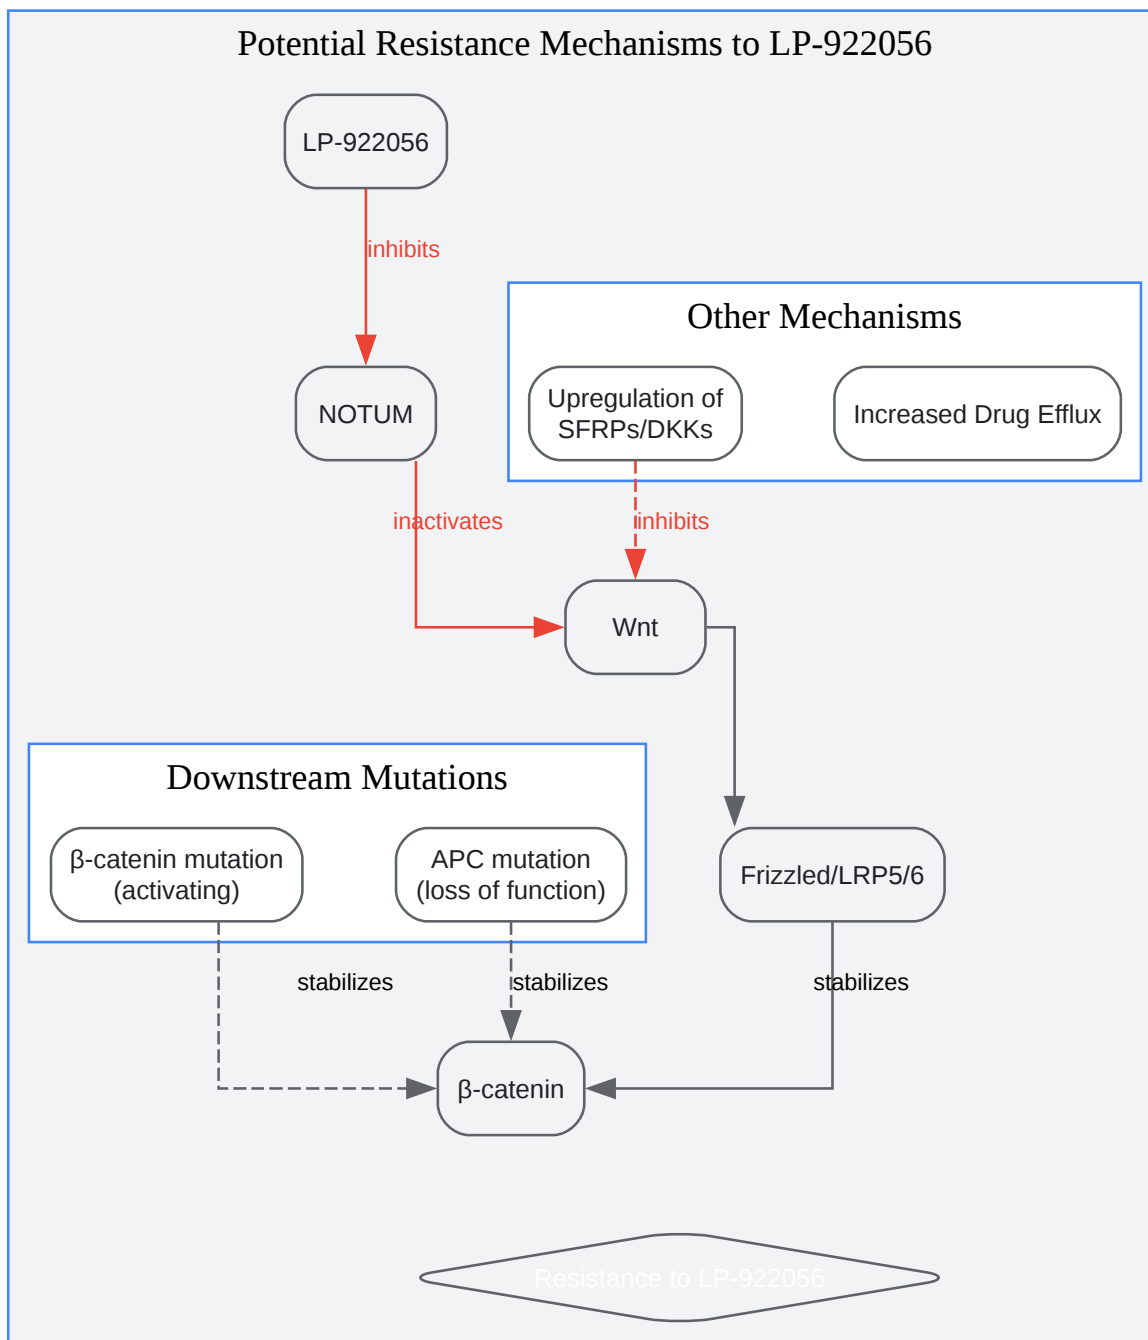 Potential Resistance Mechanisms to LP-922056
LP-922056
inhibits
Other Mechanisms
NOTUM
Upregulation of
SFRPs/DKKs
Increased Drug Efflux
inactivates
inhibits
Wnt
Downstream Mutations
β-catenin mutation
(activating)
APC mutation
(loss of function)
Frizzled/LRP5/6
stabilizes
stabilizes
stabilizes
β-catenin
Resistance to LP-922056